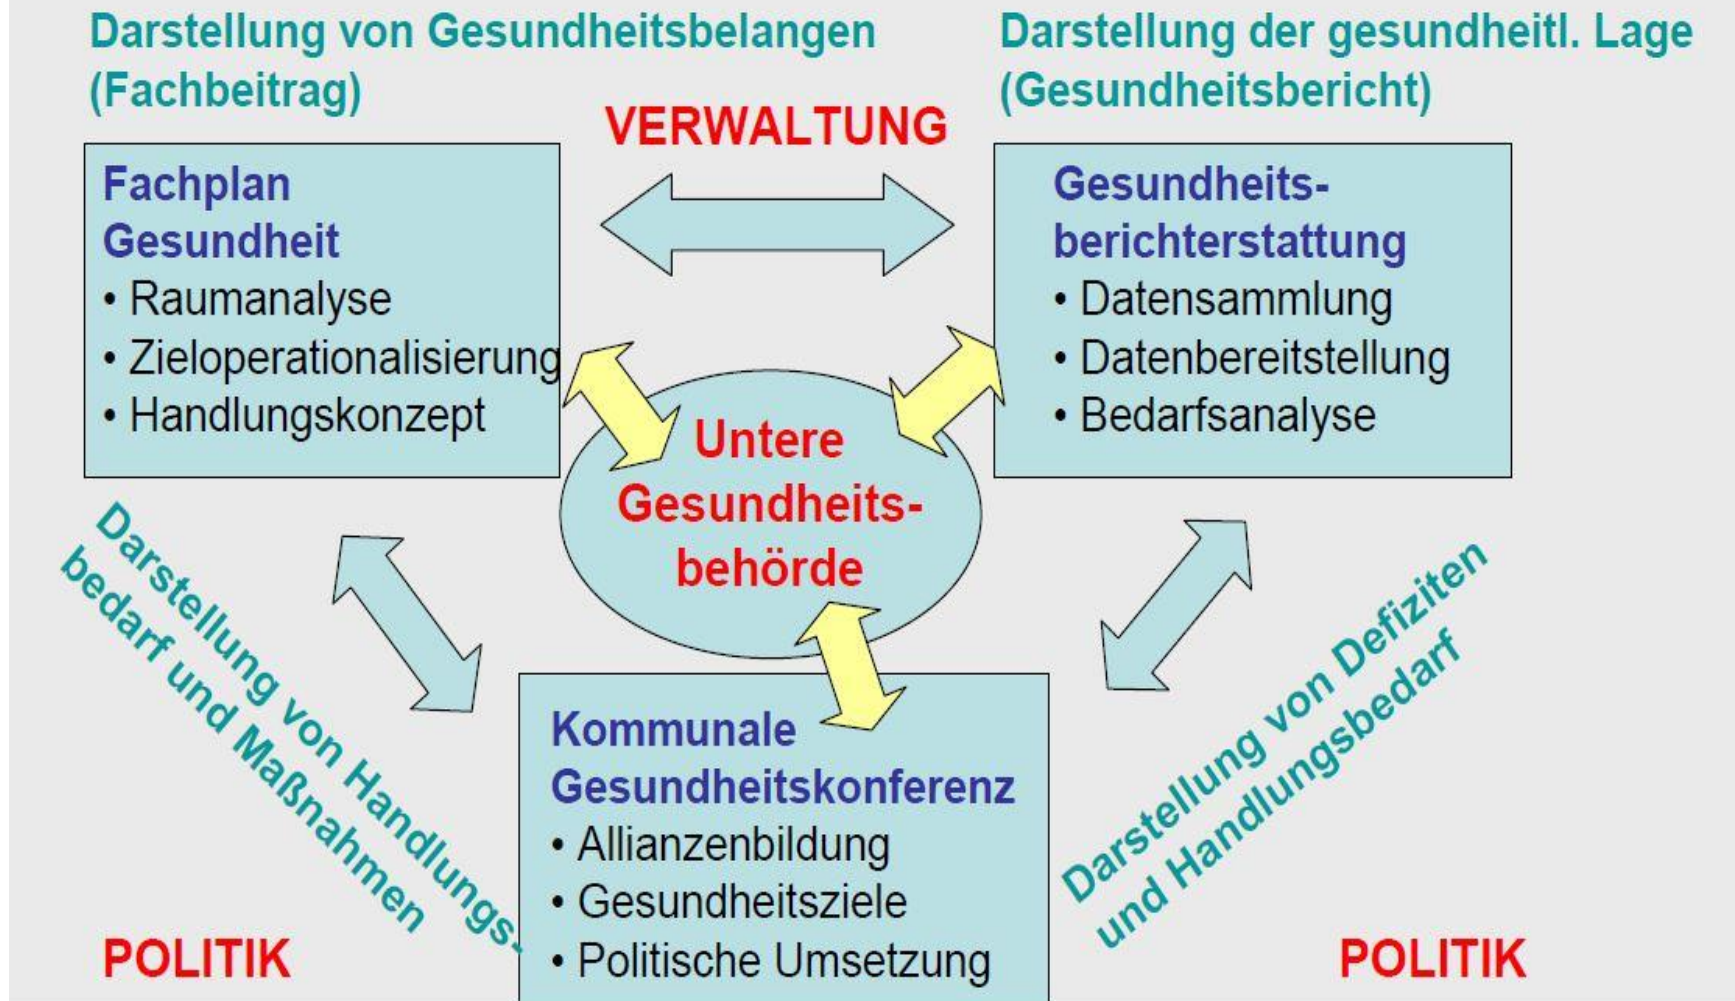 Darstellung von Gesundheitsbelangen
(Fachbeitrag)
Darstellung der gesundheitl. Lage
(Gesundheitsbericht)
VERWALTUNG
Fachplan
Gesundheit
• Raumanalyse
• Zieloperationalisierung
• Handlungskonzept
Gesundheits-
berichterstattung
• Datensammlung
• Datenbereitstellung
• Bedarfsanalyse
Untere
Gesundheits-
behörde
Darstellung von Handlungs-
bedarf und Maßnahmen
Darstellung von Defiziten
und Handlungsbedarf
Kommunale
Gesundheitskonferenz
• Allianzenbildung
• Gesundheitsziele
• Politische Umsetzung
POLITIK
POLITIK